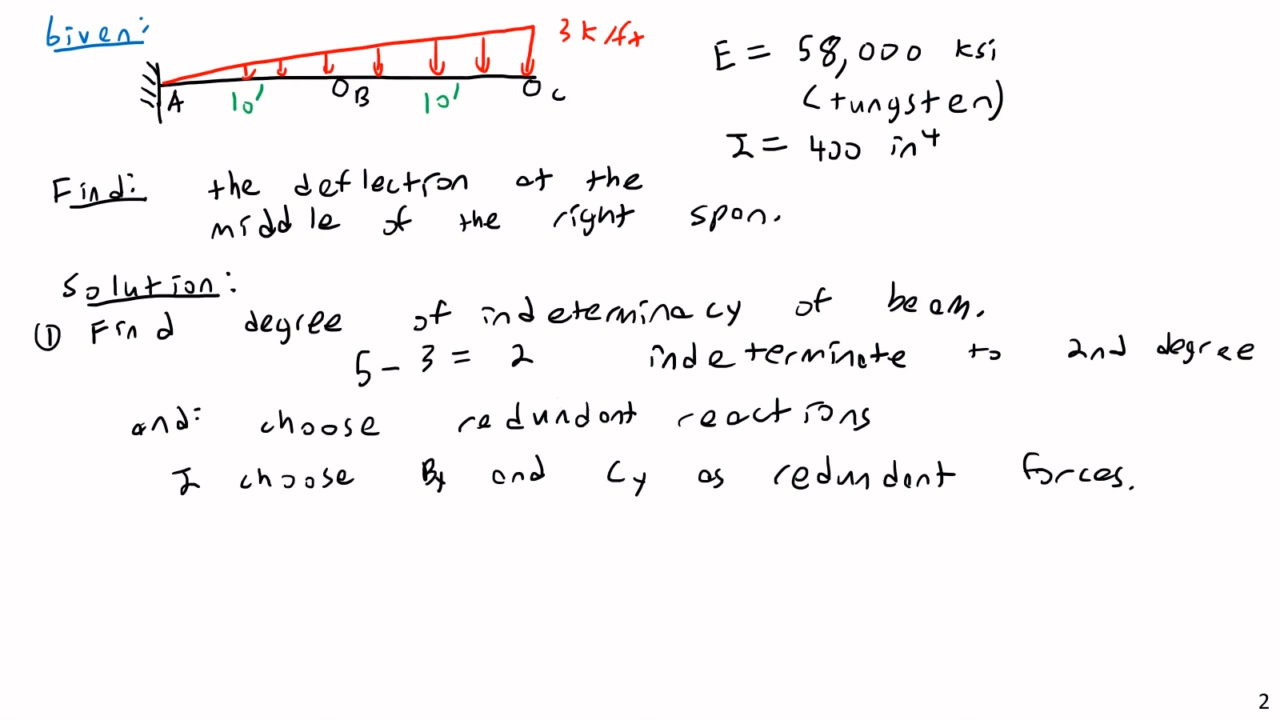 Given:
3 k/ft
A 10' B 10' C
E = 58,000 ksi
(tungsten)
I = 400 in⁴
Find: the deflection at the
middle of the right span.
Solution:
① Find degree of indeterminacy of beam.
5 - 3 = 2 indeterminate to 2nd degree
and: choose redundant reactions
I choose By and Cy as redundant forces.
2